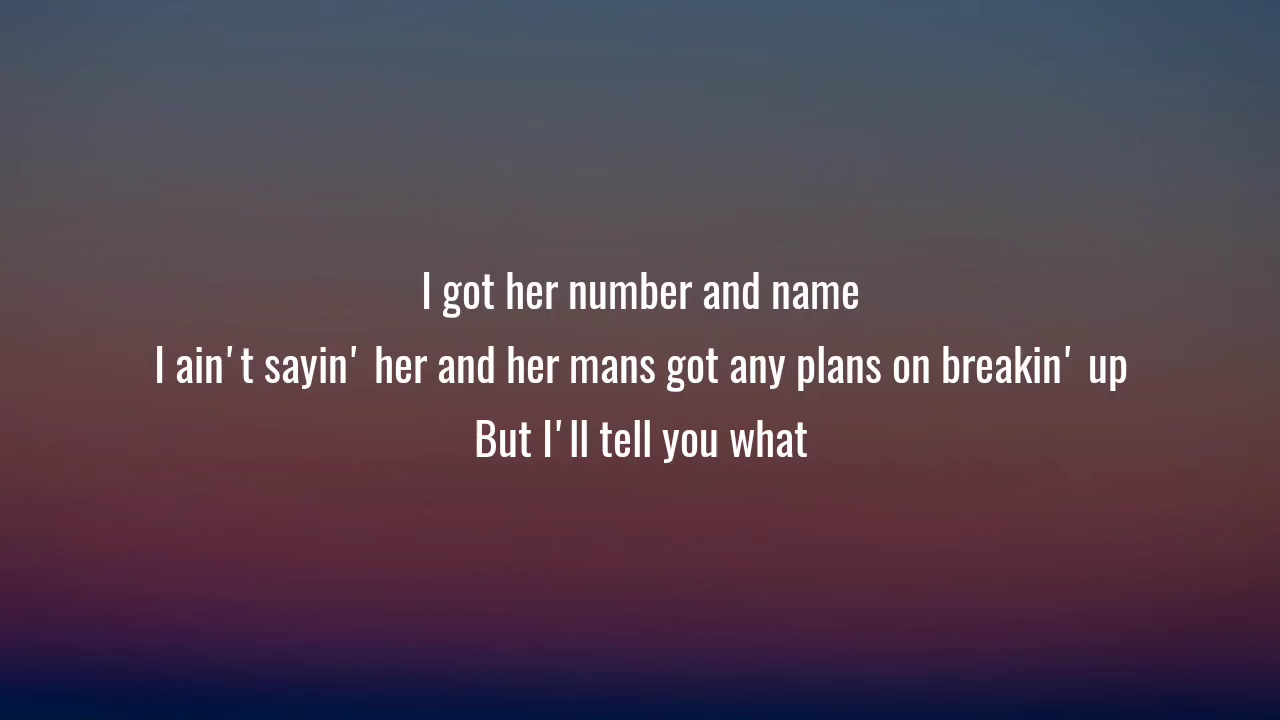 I got her number and name
I ain't sayin' her and her mans got any plans on breakin' up
But I'll tell you what